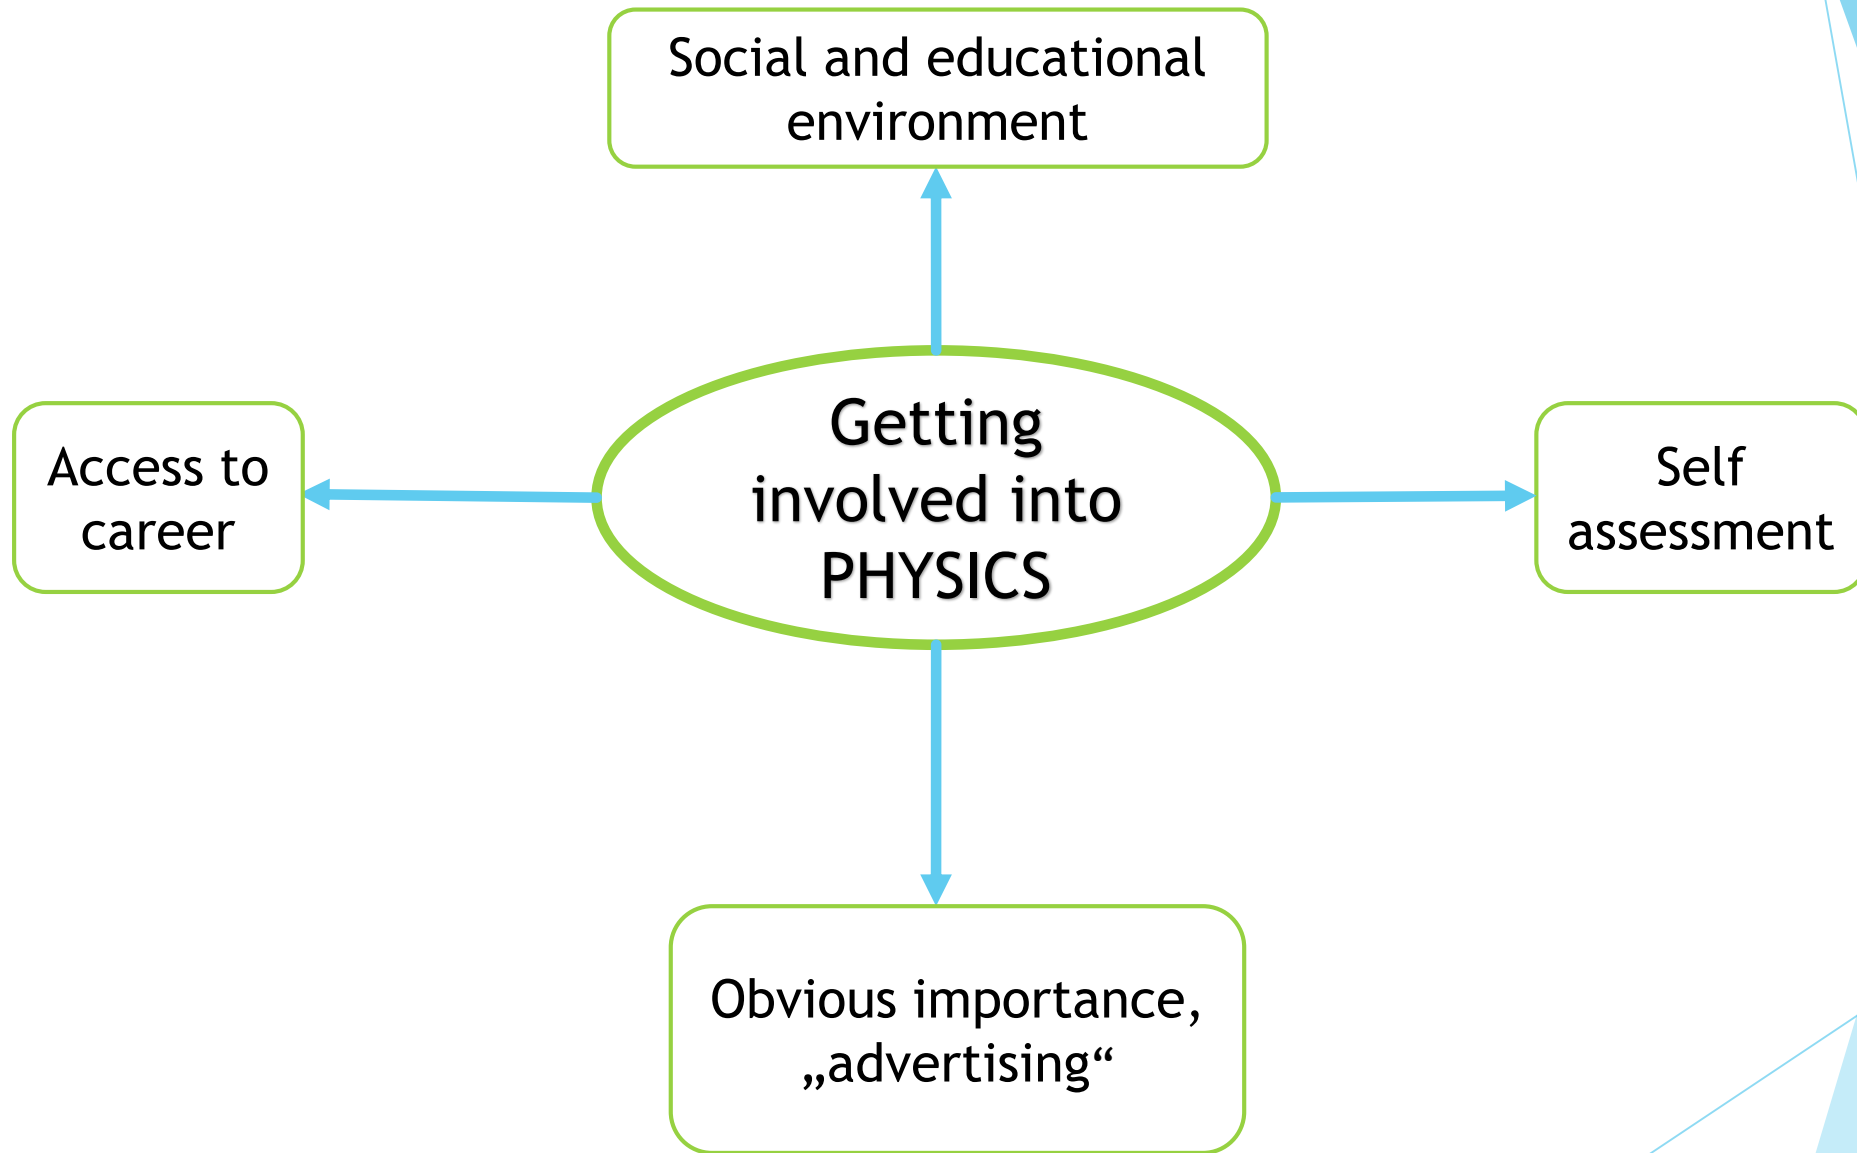 Social and educational
environment
Getting
involved into
PHYSICS
Access to
career
Self
assessment
Obvious importance,
„advertising“